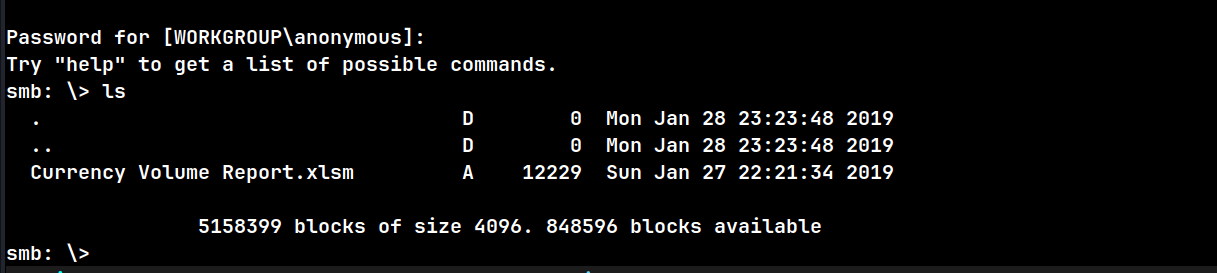 Password for [WORKGROUP\anonymous]:
Try "help" to get a list of possible commands.
smb: \> ls
  .                                   D        0  Mon Jan 28 23:23:48 2019
  ..                                  D        0  Mon Jan 28 23:23:48 2019
  Currency Volume Report.xlsm         A    12229  Sun Jan 27 22:21:34 2019
                5158399 blocks of size 4096. 848596 blocks available
smb: \>